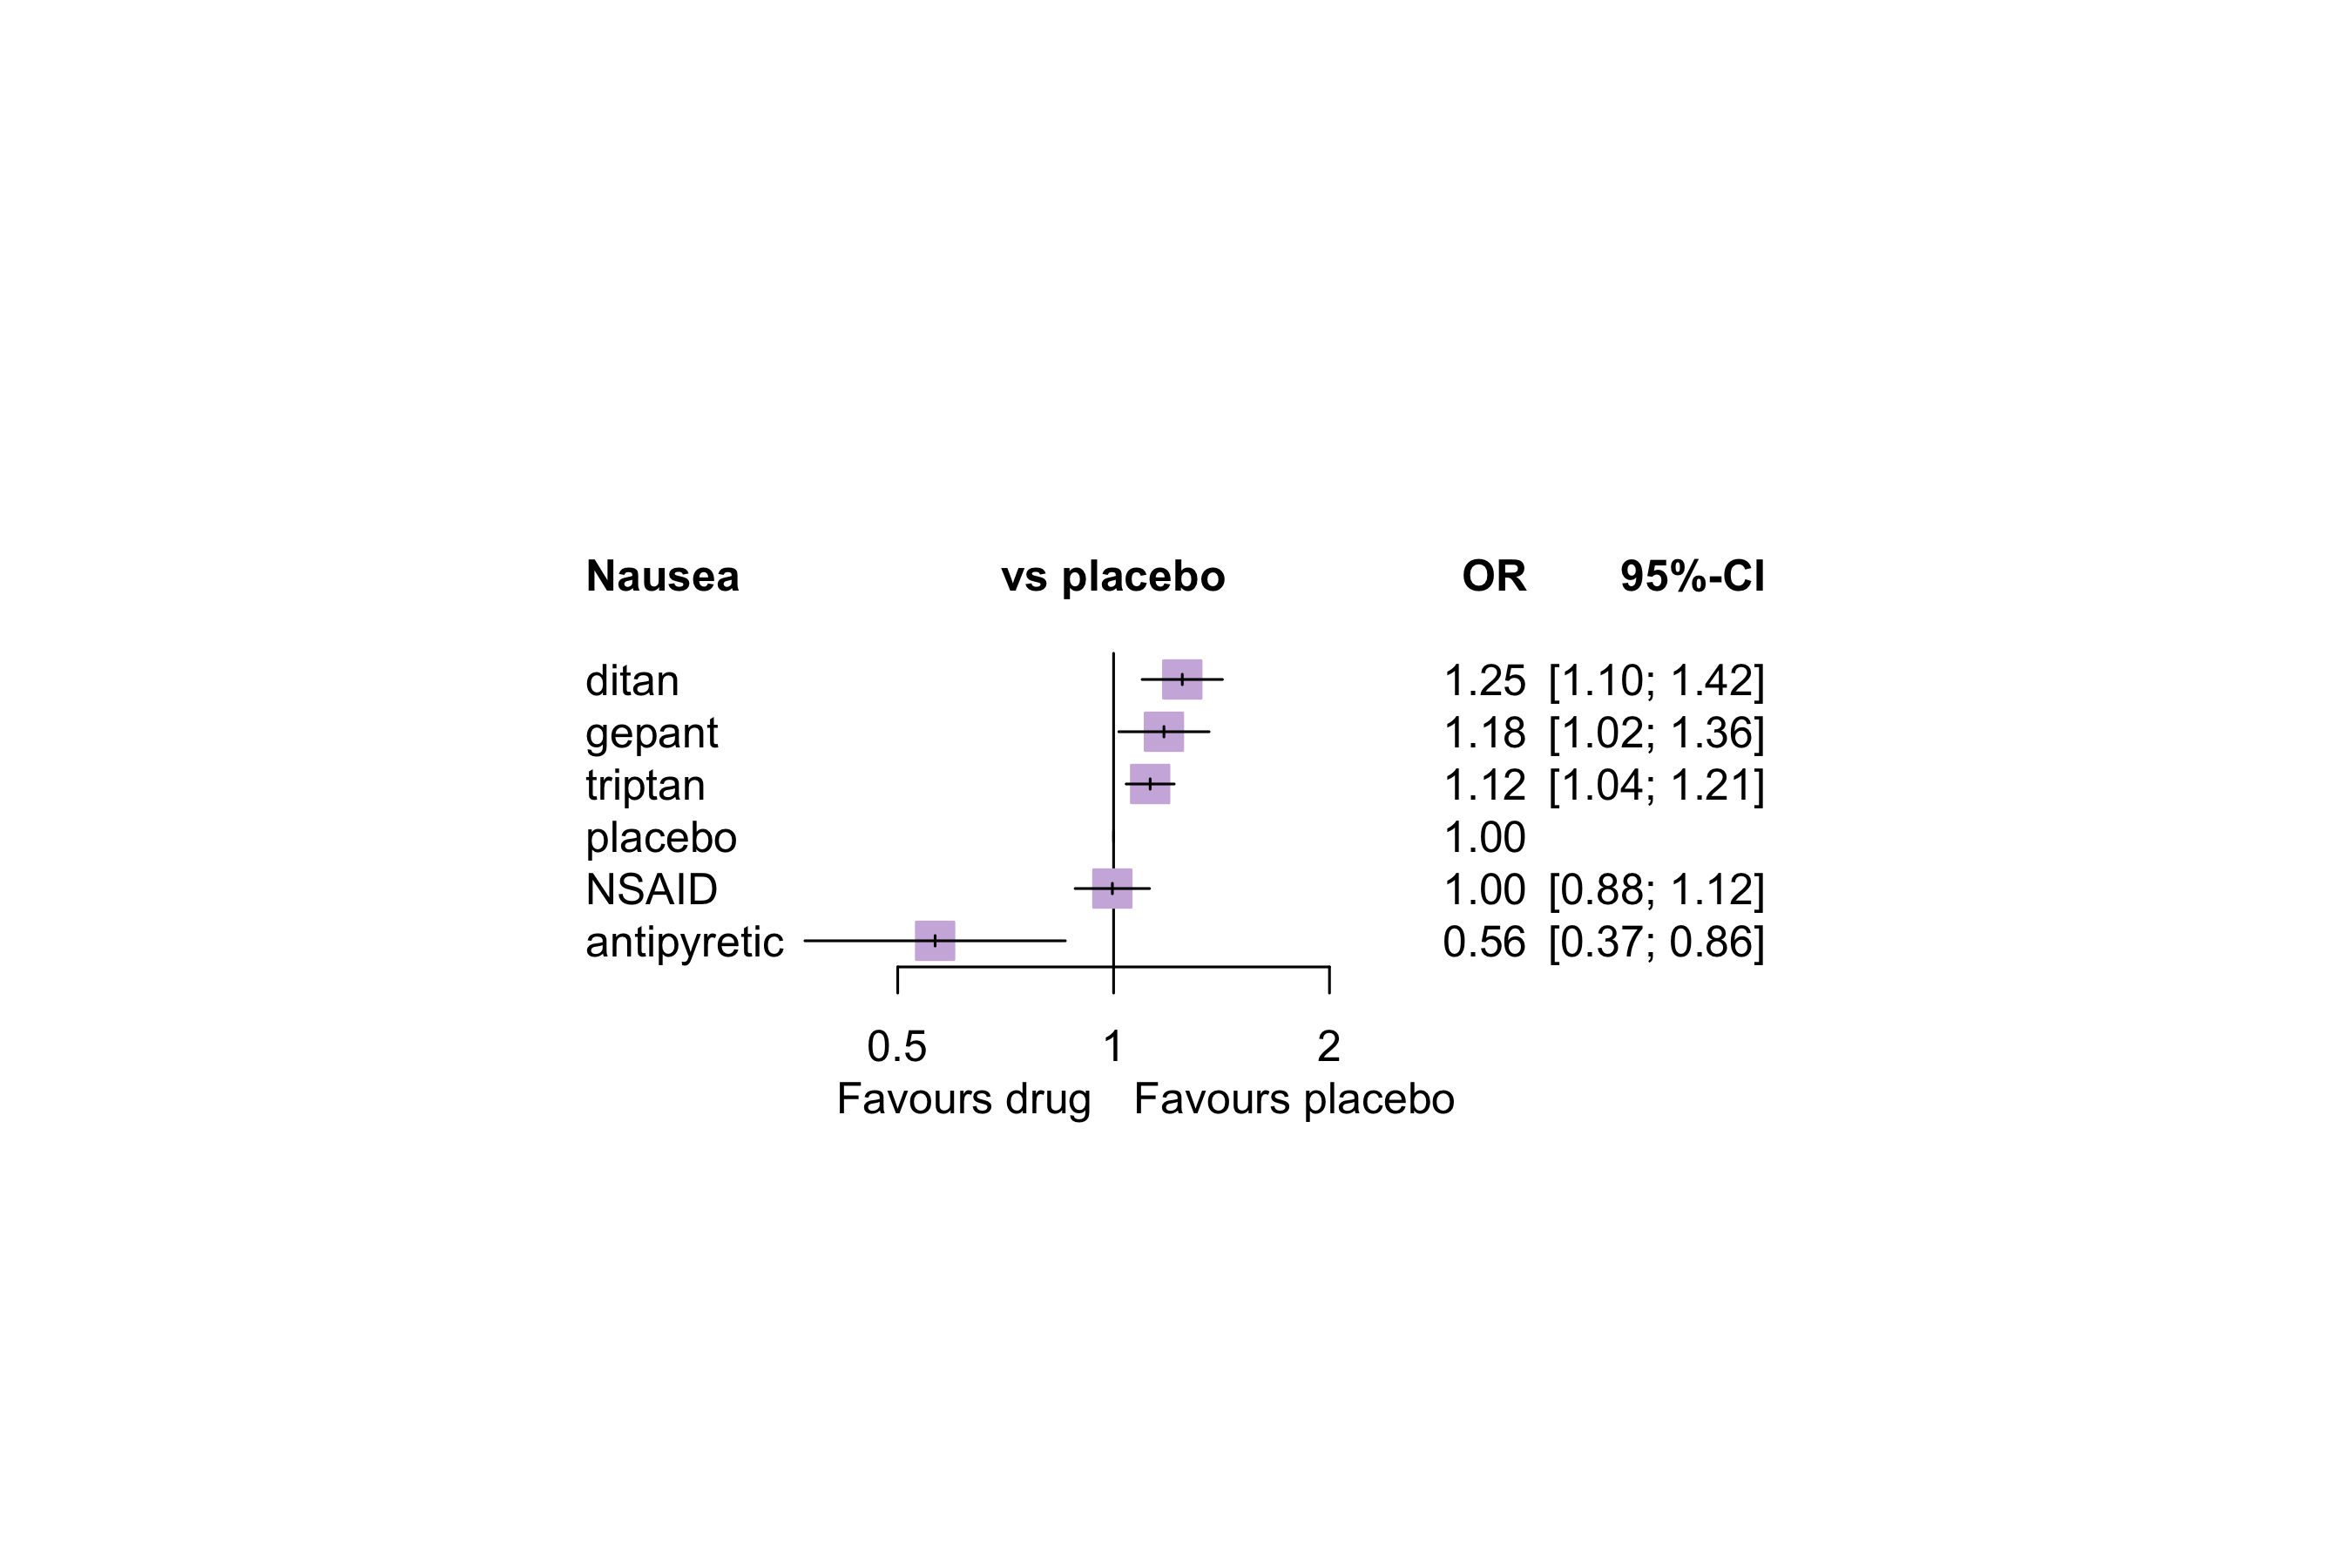 Nausea vs placebo OR 95%-CI
ditan 1.25 [1.10; 1.42]
gepant 1.18 [1.02; 1.36]
triptan 1.12 [1.04; 1.21]
placebo 1.00
NSAID 1.00 [0.88; 1.12]
antipyretic 0.56 [0.37; 0.86]
0.5 1 2
Favours drug Favours placebo